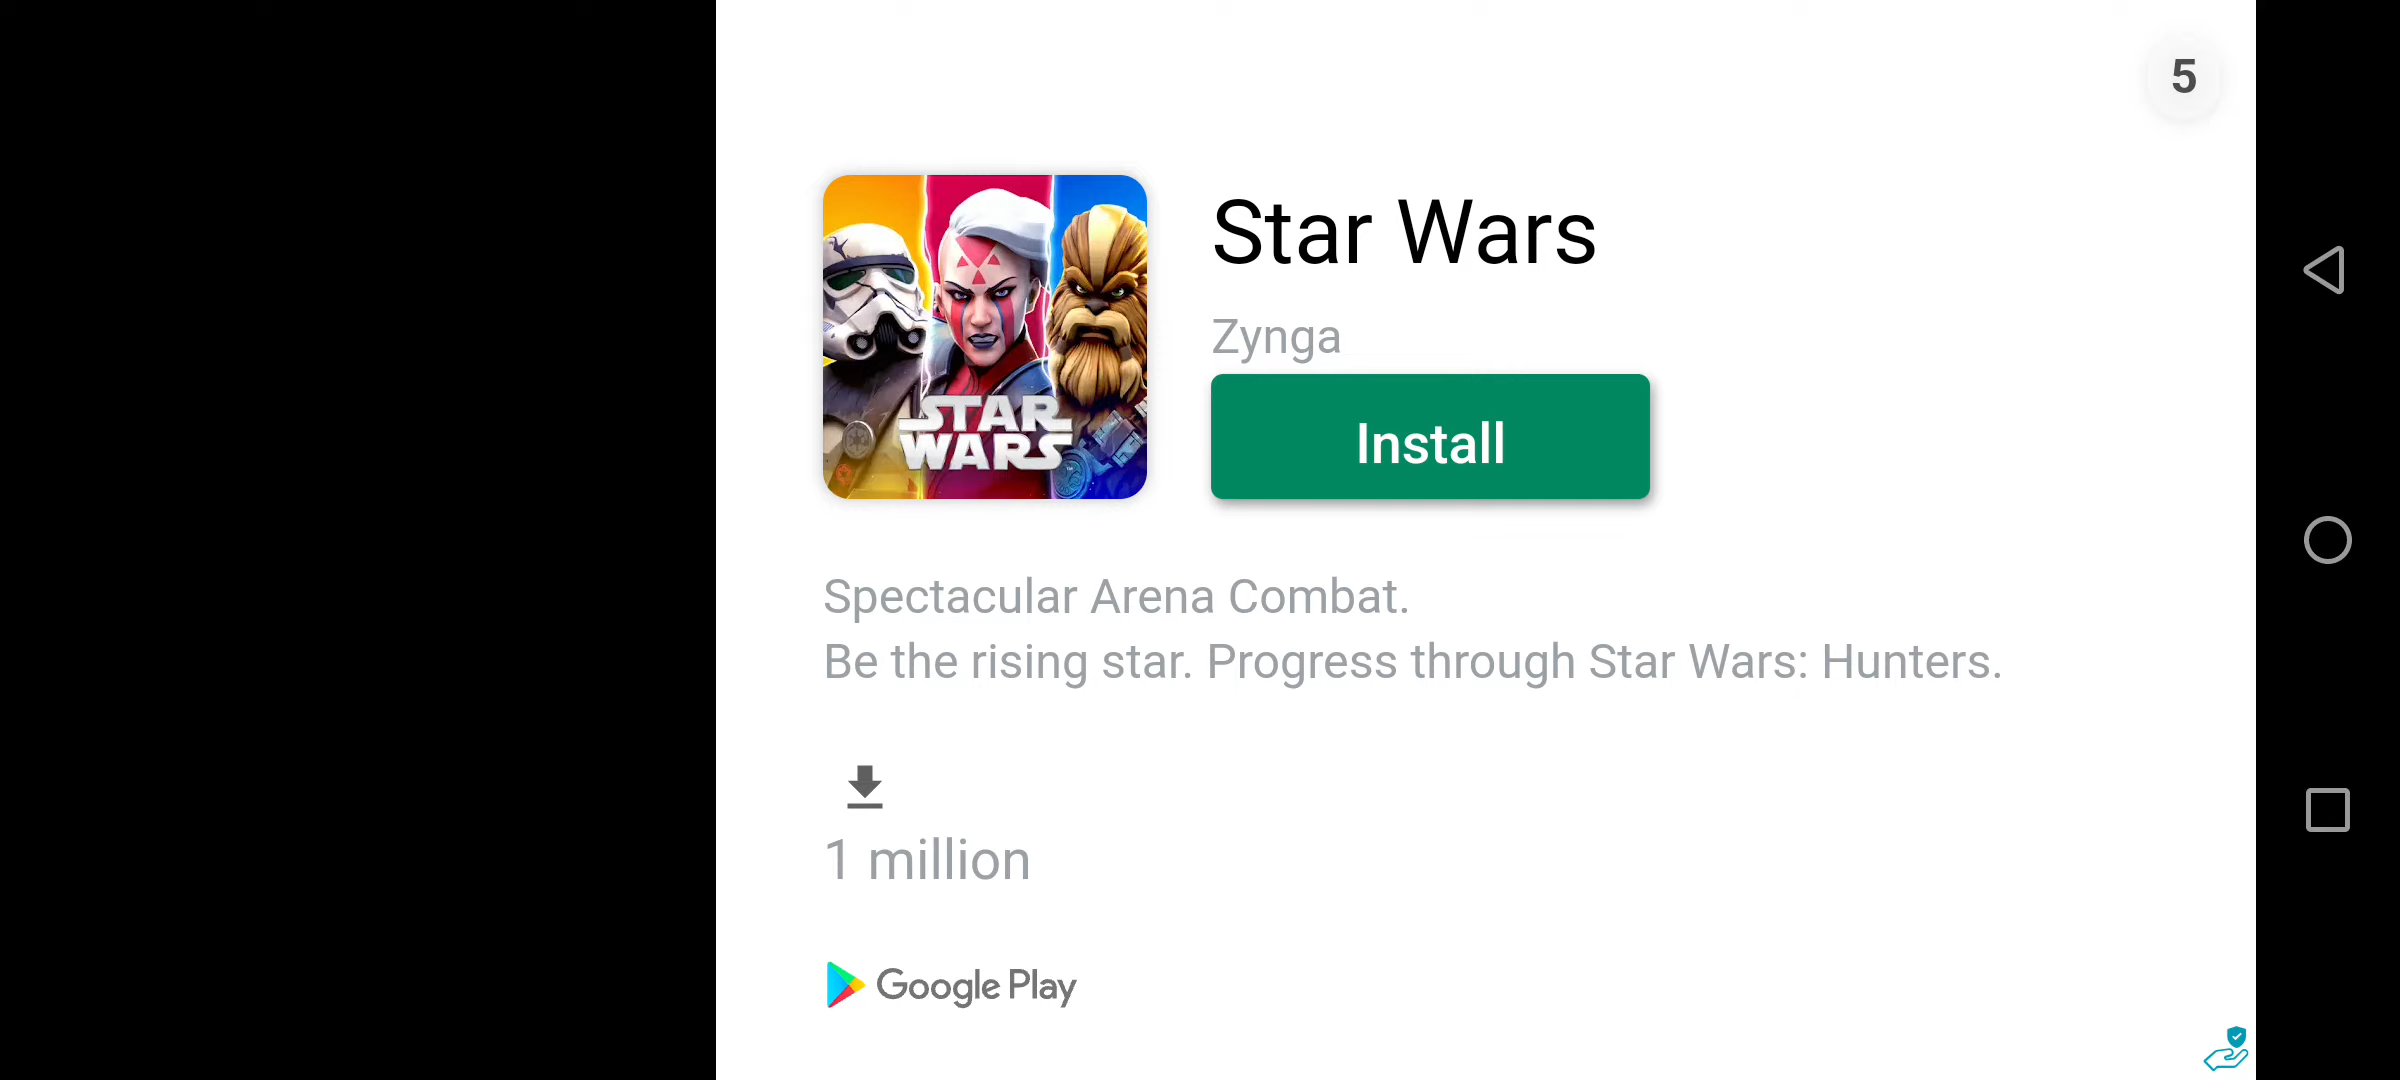 5
STAR
WARS
Star Wars
Zynga
Install
Spectacular Arena Combat.
Be the rising star. Progress through Star Wars: Hunters.
1 million
Google Play